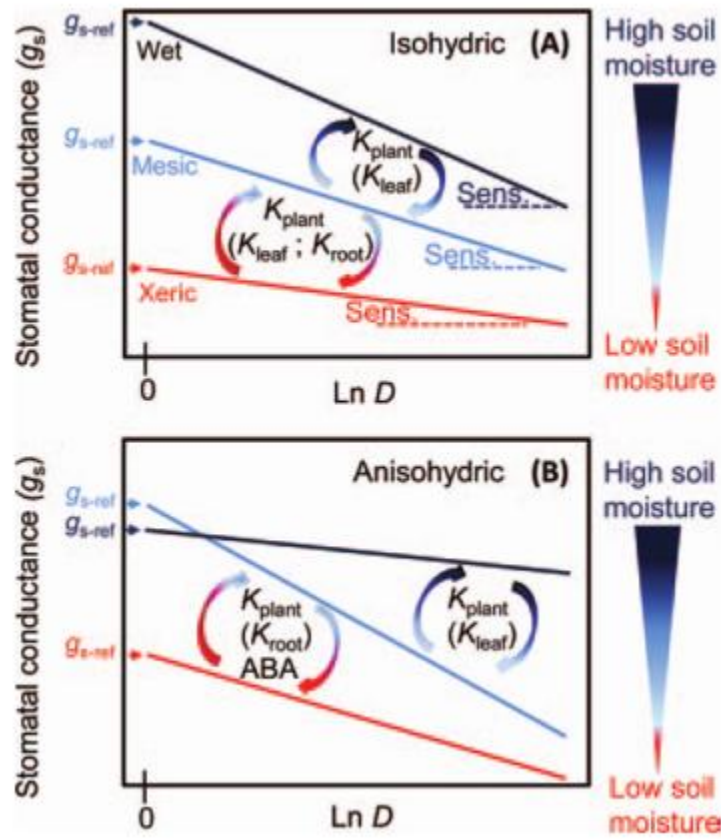 Stomatal conductance (gs)
gs-ref
Wet
Isohydric (A)
High soil
moisture
gs-ref
Mesic
Kplant
(Kleaf)
Sens.
Kplant
(Kleaf ; Kroot)
Sens.
gs-ref
Xeric
Sens.
Low soil
moisture
0
Ln D
Stomatal conductance (gs)
Anisohydric (B)
High soil
moisture
gs-ref
gs-ref
Kplant
(Kroot)
ABA
Kplant
(Kleaf)
gs-ref
Low soil
moisture
0
Ln D